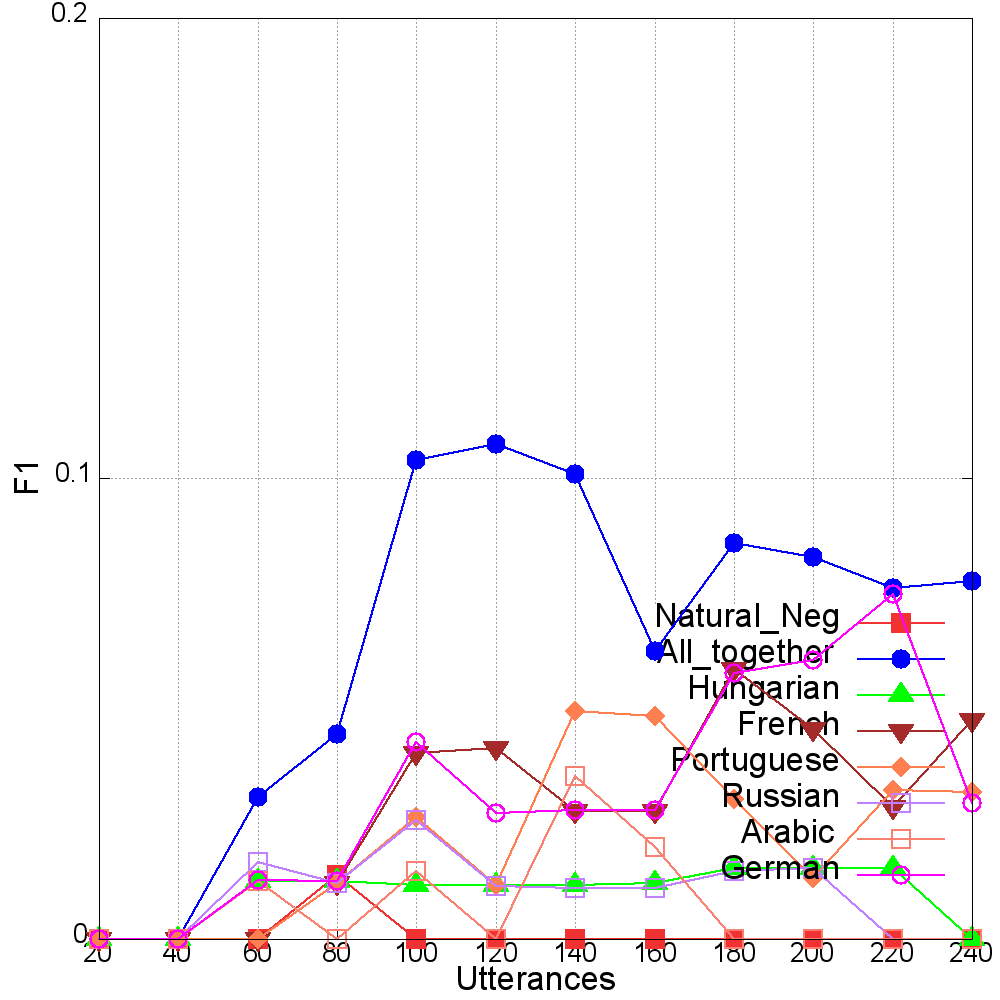 0.2
0.1
0
F1
Natural_Neg
All_together
Hungarian
French
Portuguese
Russian
Arabic
German
20 40 60 80 100 120 140 160 180 200 220 240
Utterances